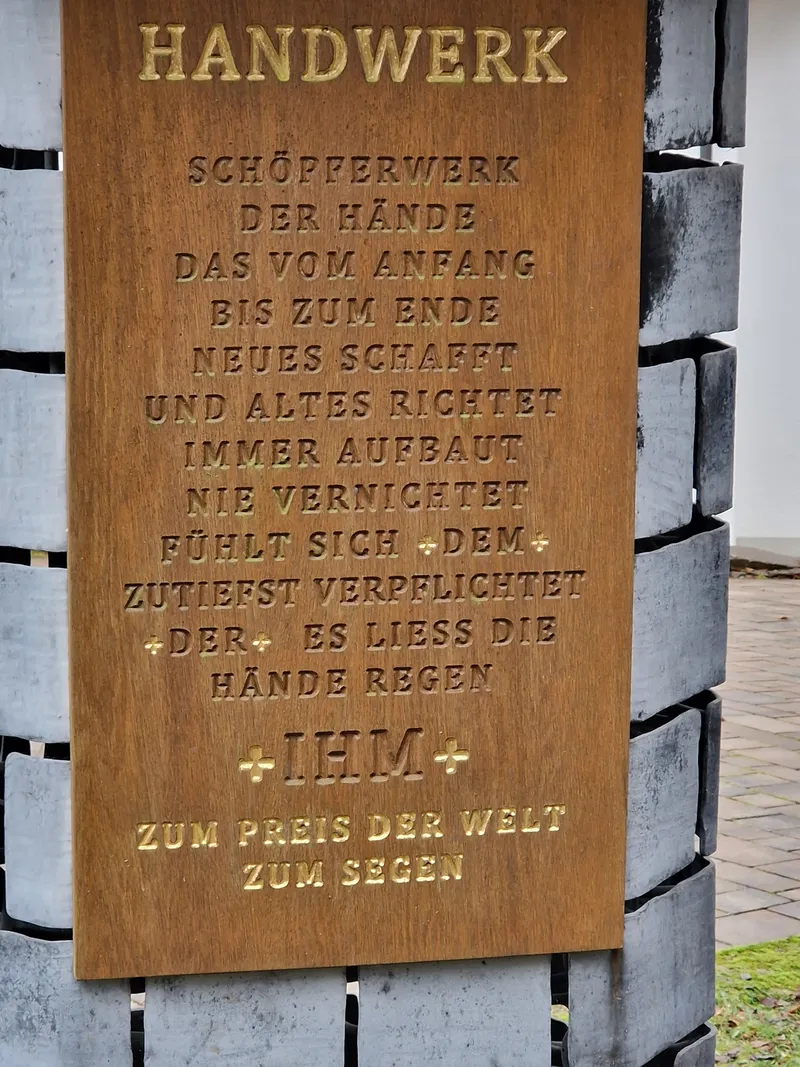 HANDWERK
SCHÖPFERWERK
DER HÄNDE
DAS VOM ANFANG
BIS ZUM ENDE
NEUES SCHAFFT
UND ALTES RICHTET
IMMER AUFBAUT
NIE VERNICHTET
FÜHLT SICH +DEM+
ZUTIEFST VERPFLICHTET
+DER+ ES LIESS DIE
HÄNDE REGEN
+IHM+
ZUM PREIS DER WELT
ZUM SEGEN